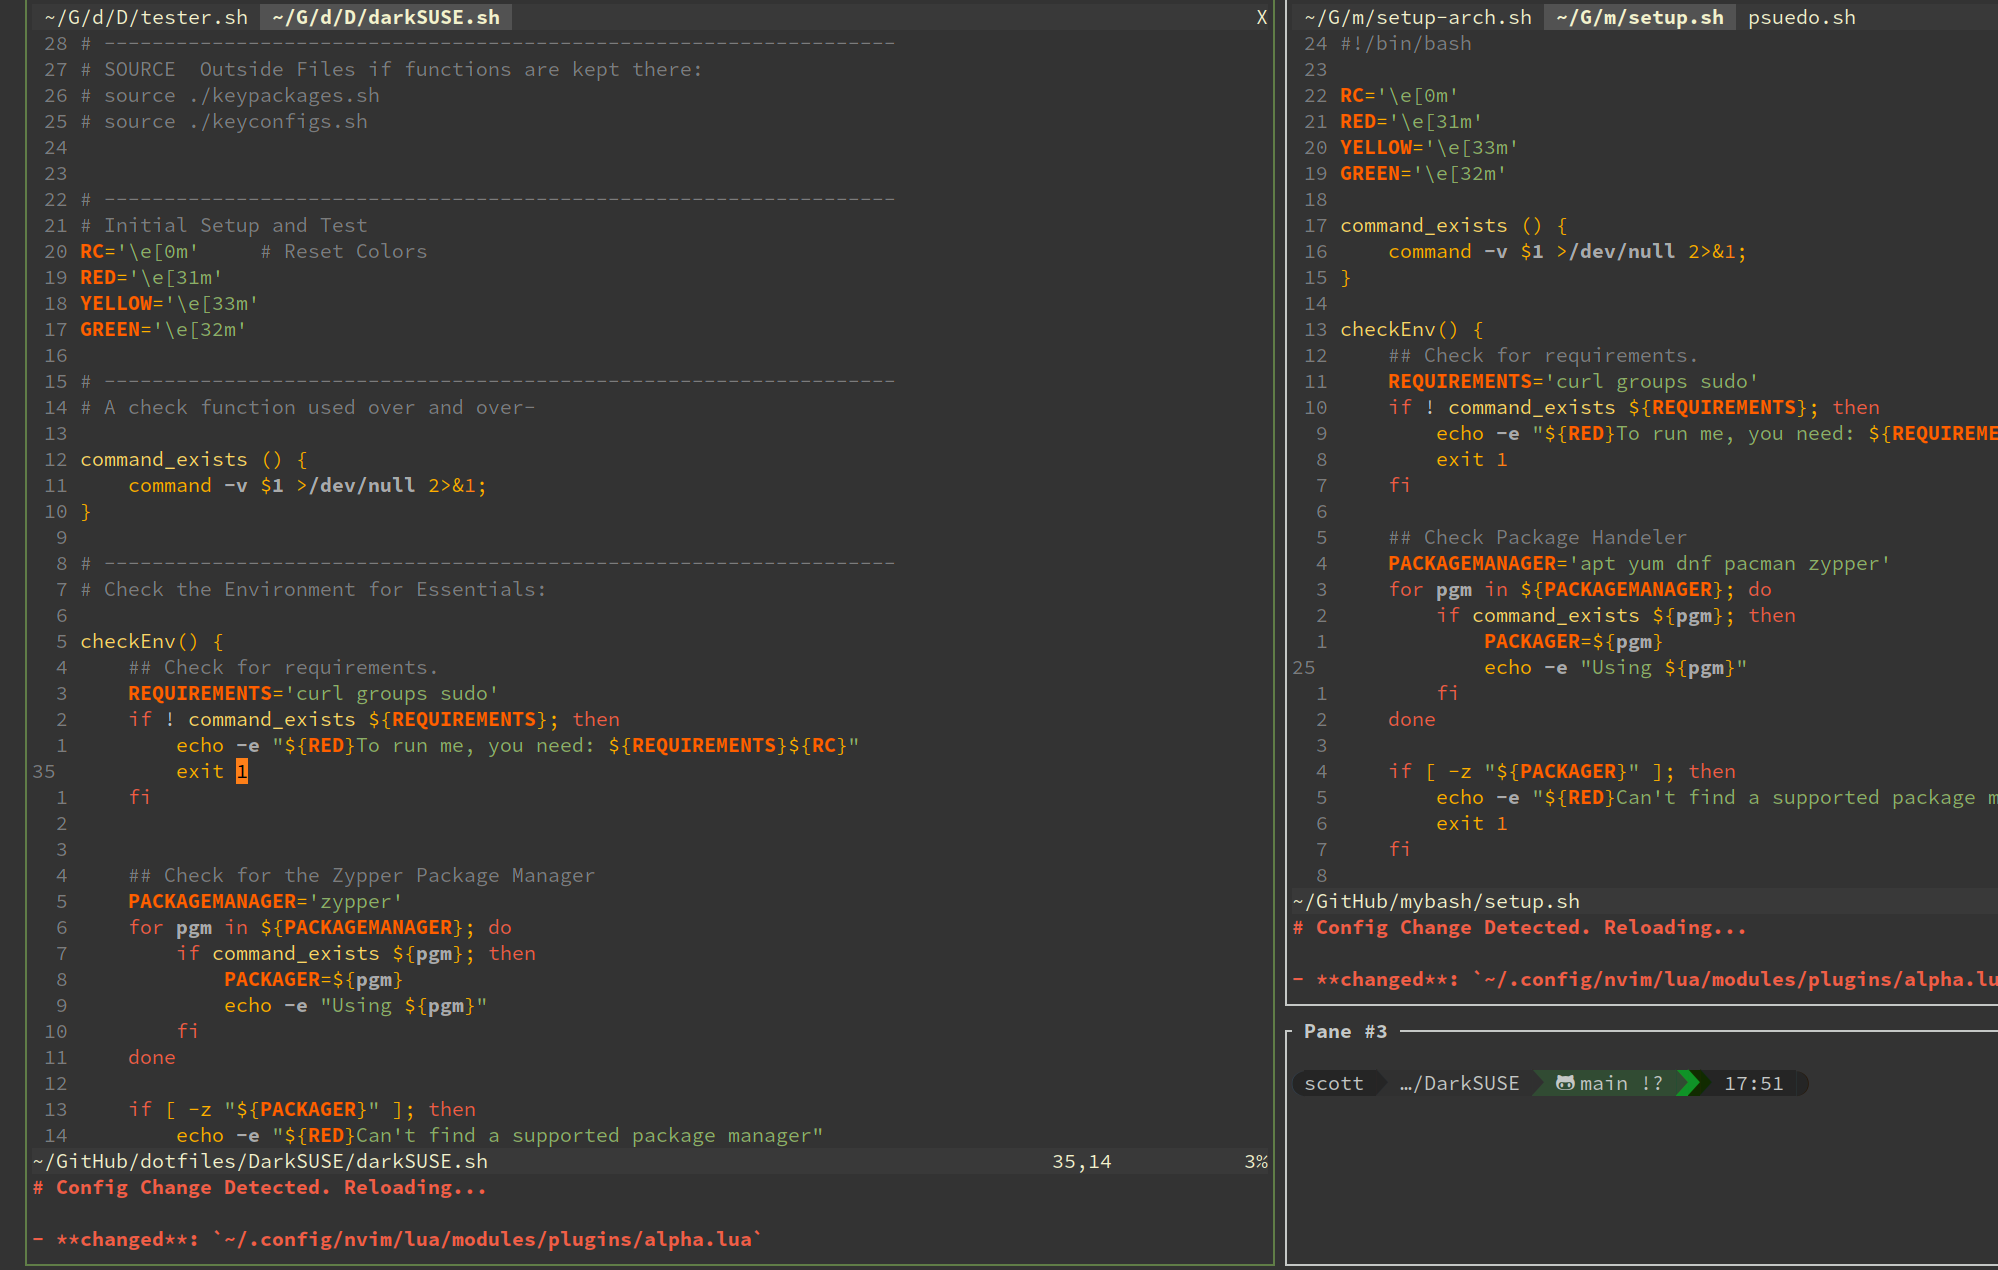 ~/G/d/D/tester.sh ~/G/d/D/darkSUSE.sh X
28 # ------------------------------------------------------------------
27 # SOURCE  Outside Files if functions are kept there:
26 # source ./keypackages.sh
25 # source ./keyconfigs.sh
24
23
22 # ------------------------------------------------------------------
21 # Initial Setup and Test
20 RC='\e[0m'     # Reset Colors
19 RED='\e[31m'
18 YELLOW='\e[33m'
17 GREEN='\e[32m'
16
15 # ------------------------------------------------------------------
14 # A check function used over and over-
13
12 command_exists () {
11     command -v $1 >/dev/null 2>&1;
10 }
9
8 # ------------------------------------------------------------------
7 # Check the Environment for Essentials:
6
5 checkEnv() {
4     ## Check for requirements.
3     REQUIREMENTS='curl groups sudo'
2     if ! command_exists ${REQUIREMENTS}; then
1         echo -e "${RED}To run me, you need: ${REQUIREMENTS}${RC}"
35         exit 1
1     fi
2
3
4     ## Check for the Zypper Package Manager
5     PACKAGEMANAGER='zypper'
6     for pgm in ${PACKAGEMANAGER}; do
7         if command_exists ${pgm}; then
8             PACKAGER=${pgm}
9             echo -e "Using ${pgm}"
10         fi
11     done
12
13     if [ -z "${PACKAGER}" ]; then
14         echo -e "${RED}Can't find a supported package manager"
~/GitHub/dotfiles/DarkSUSE/darkSUSE.sh 35,14 3%
# Config Change Detected. Reloading...
- **changed**: `~/.config/nvim/lua/modules/plugins/alpha.lua`
~/G/m/setup-arch.sh ~/G/m/setup.sh psuedo.sh
24 #!/bin/bash
23
22 RC='\e[0m'
21 RED='\e[31m'
20 YELLOW='\e[33m'
19 GREEN='\e[32m'
18
17 command_exists () {
16     command -v $1 >/dev/null 2>&1;
15 }
14
13 checkEnv() {
12     ## Check for requirements.
11     REQUIREMENTS='curl groups sudo'
10     if ! command_exists ${REQUIREMENTS}; then
9         echo -e "${RED}To run me, you need: ${REQUIREME
8         exit 1
7     fi
6
5     ## Check Package Handeler
4     PACKAGEMANAGER='apt yum dnf pacman zypper'
3     for pgm in ${PACKAGEMANAGER}; do
2         if command_exists ${pgm}; then
1             PACKAGER=${pgm}
25             echo -e "Using ${pgm}"
1         fi
2     done
3
4     if [ -z "${PACKAGER}" ]; then
5         echo -e "${RED}Can't find a supported package m
6         exit 1
7     fi
8
~/GitHub/mybash/setup.sh
# Config Change Detected. Reloading...
- **changed**: `~/.config/nvim/lua/modules/plugins/alpha.lu
Pane #3
scott …/DarkSUSE main !? 17:51